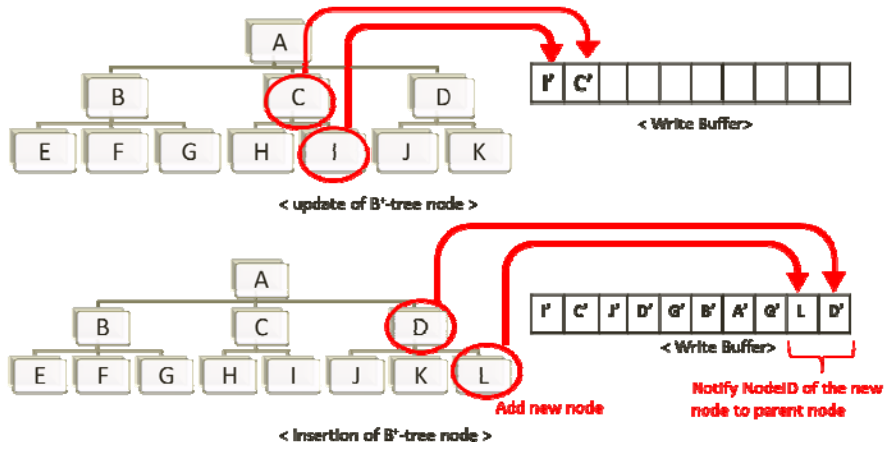 A
B C D
E F G H I J K
I' C'
< Write Buffer>
< update of B⁺-tree node >
A
B C D
E F G H I J K L
I' C' J' D' G' B' A' G' L D'
< Write Buffer>
Add new node
Notify NodeID of the new
node to parent node
< Insertion of B⁺-tree node >